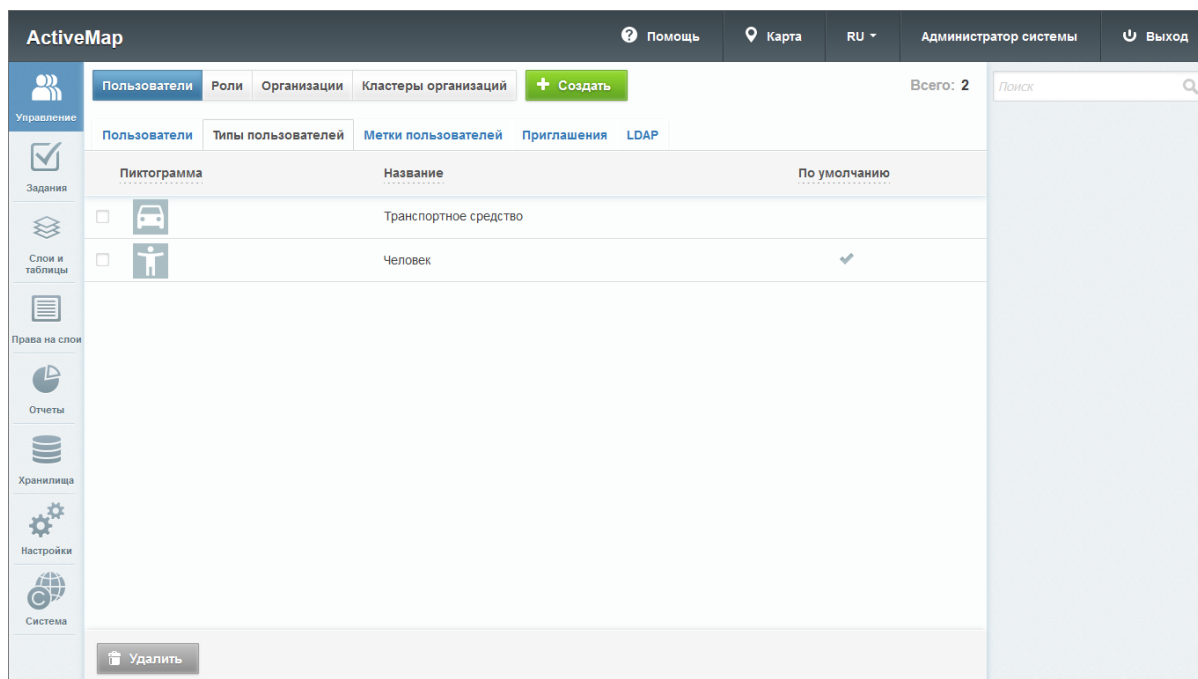 ActiveMap
Помощь
Карта
RU
Администратор системы
Выход
Управление
Задания
Слои и
таблицы
Права на слои
Отчеты
Хранилища
Настройки
Система
Пользователи
Роли
Организации
Кластеры организаций
Создать
Всего: 2
Поиск
Пользователи
Типы пользователей
Метки пользователей
Приглашения
LDAP
Пиктограмма
Название
По умолчанию
Транспортное средство
Человек
Удалить